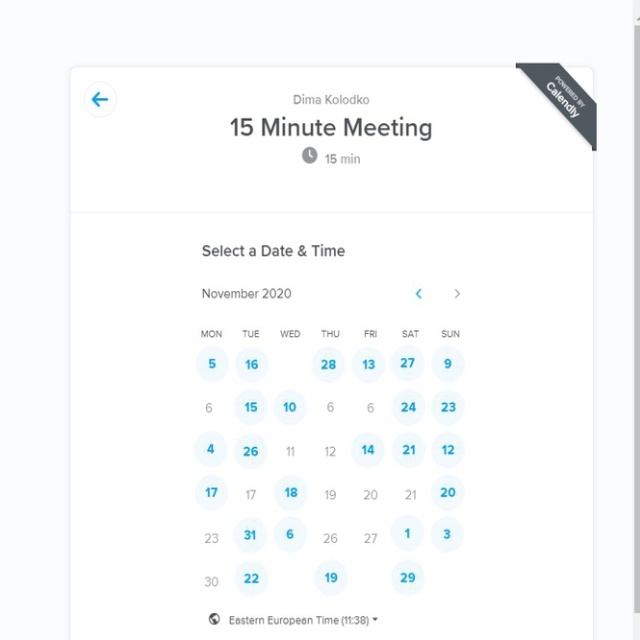 POWERED BY
Calendly
Dima Kolodko
15 Minute Meeting
15 min
Select a Date & Time
November 2020
MON TUE WED THU FRI SAT SUN
5 16 28 13 27 9
6 15 10 6 6 24 23
4 26 11 12 14 21 12
17 17 18 19 20 21 20
23 31 6 26 27 1 3
30 22 19 29
Eastern European Time (11:38)